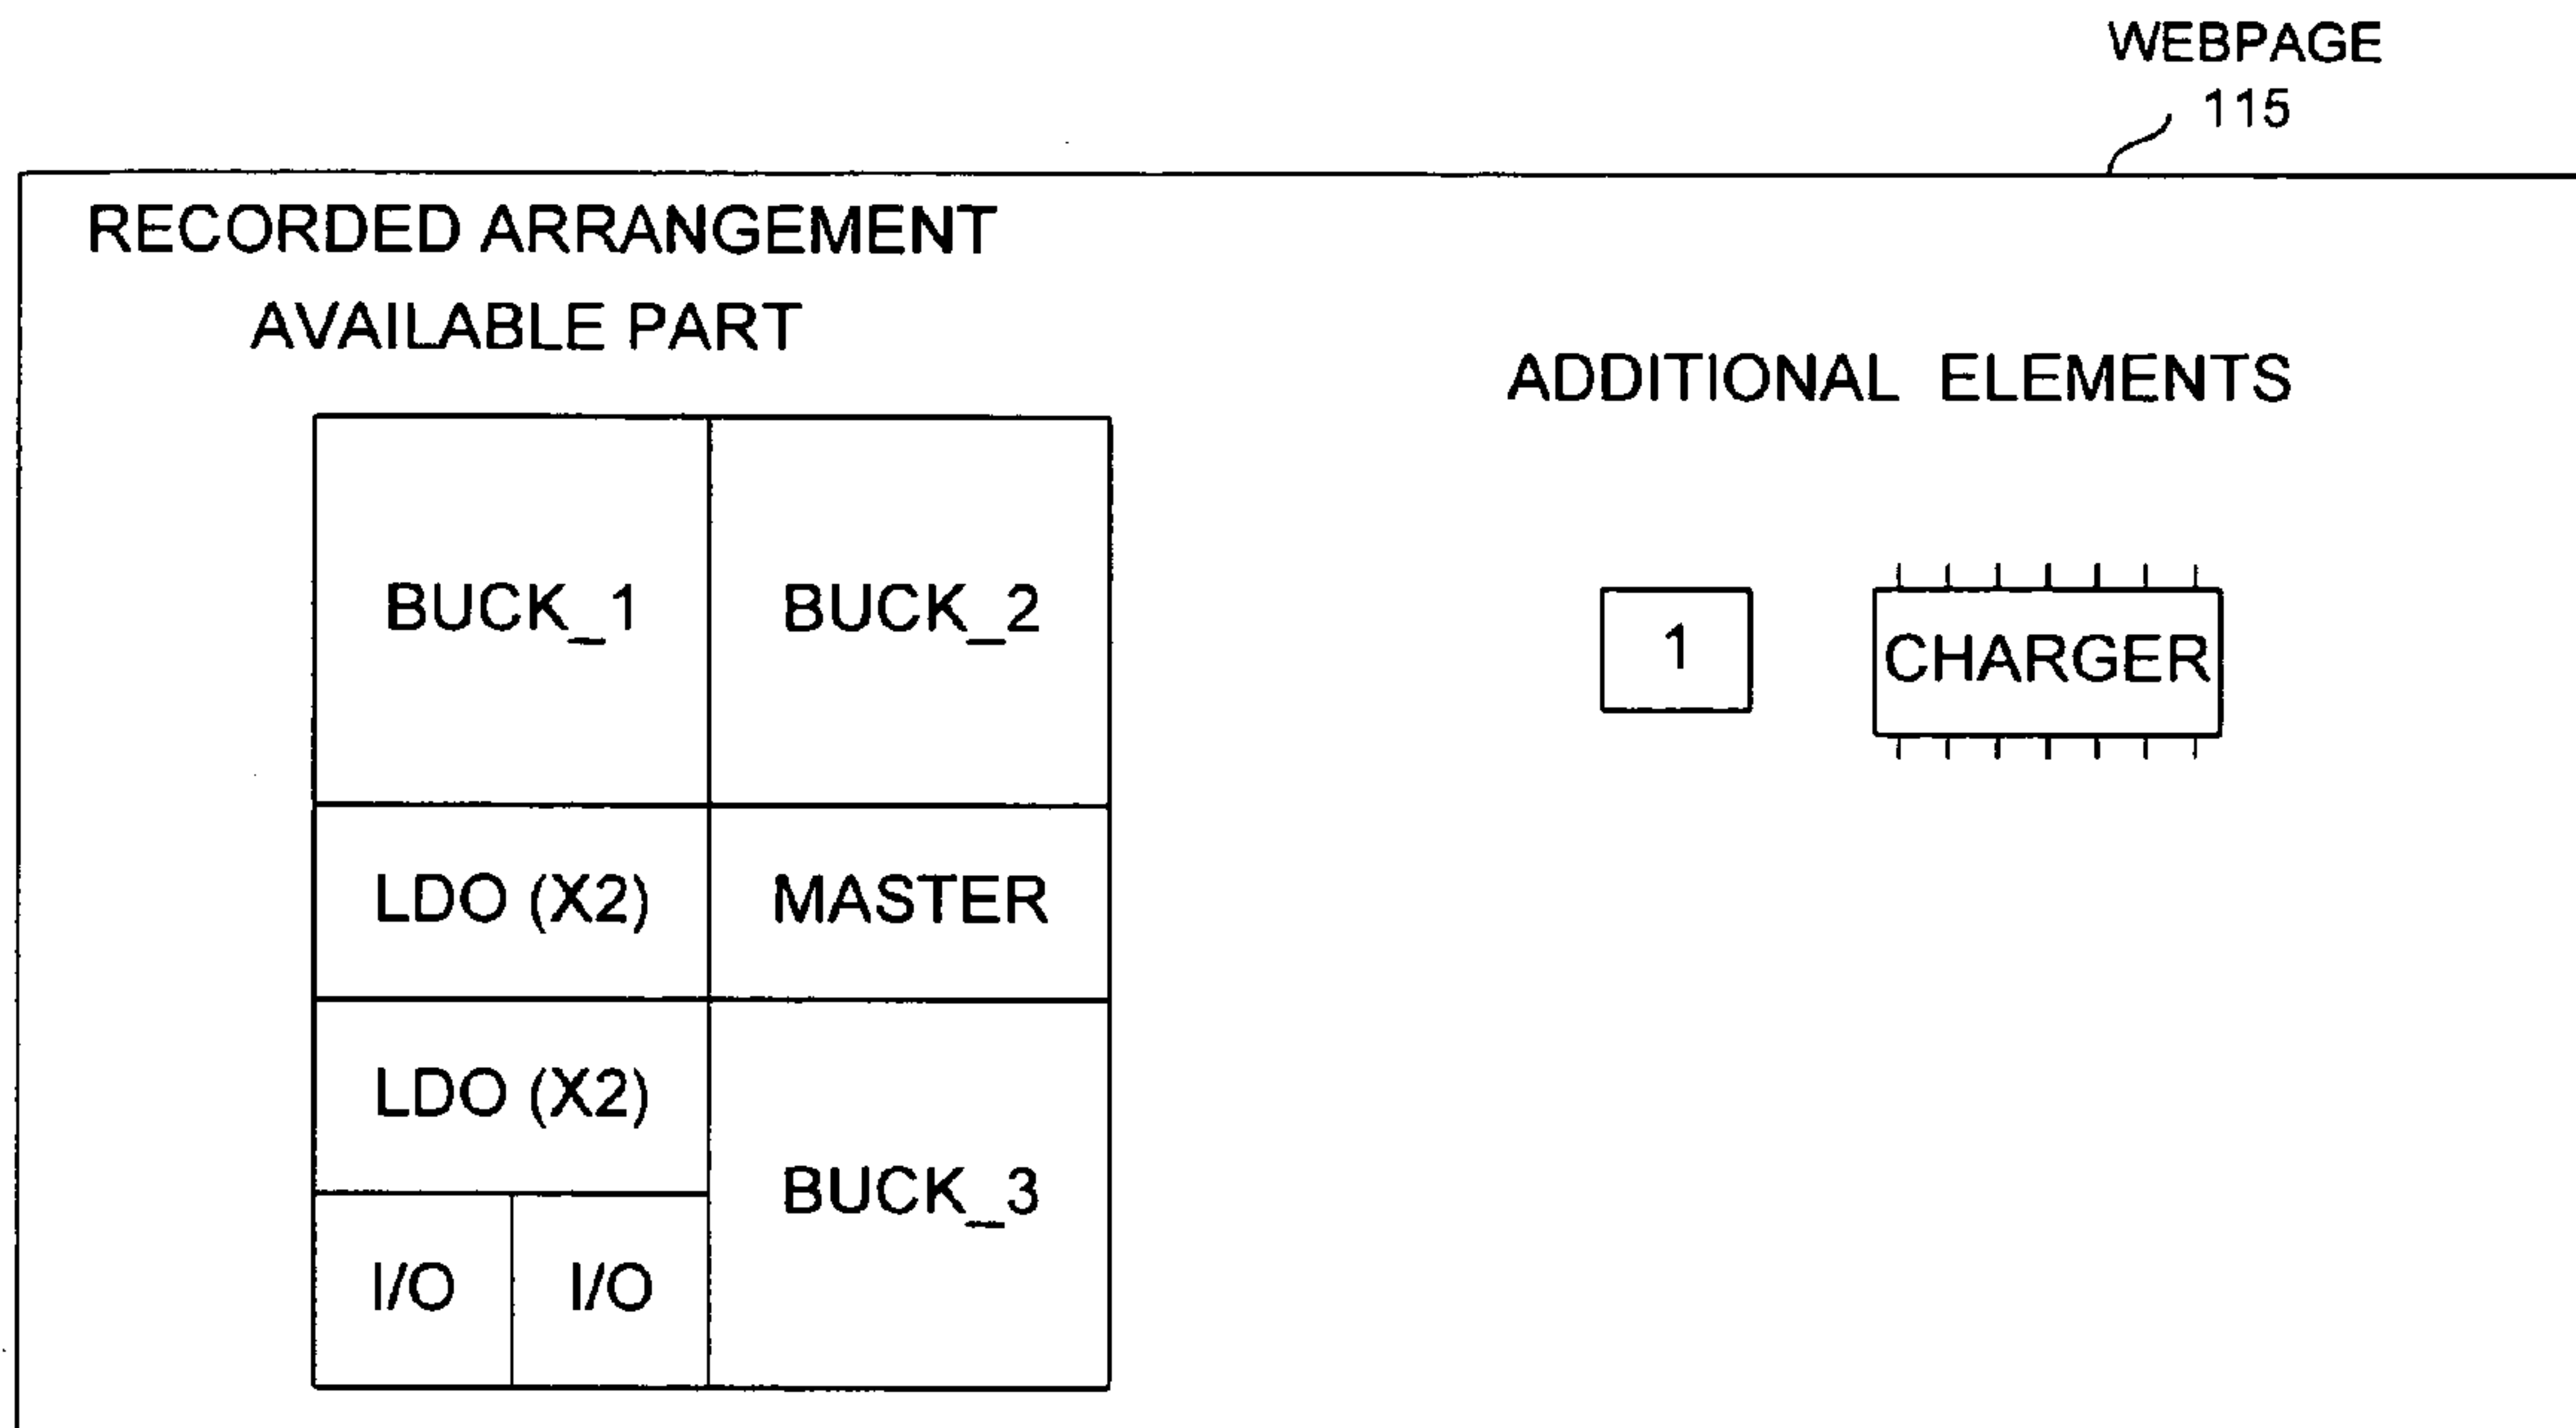 WEBPAGE
115
RECORDED ARRANGEMENT
AVAILABLE PART
ADDITIONAL ELEMENTS
BUCK_1 BUCK_2
1 CHARGER
LDO (X2) MASTER
LDO (X2)
BUCK_3
I/O I/O